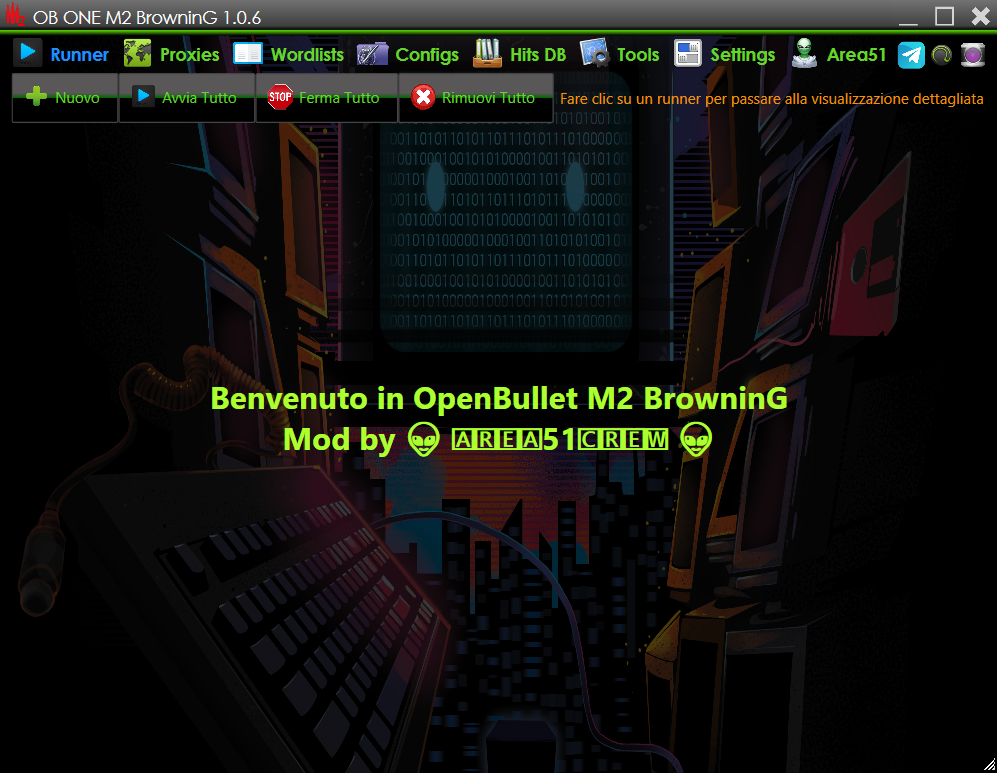 OB ONE M2 BrowninG 1.0.6
Runner Proxies Wordlists Configs Hits DB Tools Settings Area51
Nuovo Avvia Tutto STOP Ferma Tutto Rimuovi Tutto Fare clic su un runner per passare alla visualizzazione dettagliata
Benvenuto in OpenBullet M2 BrowninG
Mod by 👽 🄰🅁🄴🄰51🄲🅁🄴🅆 👽